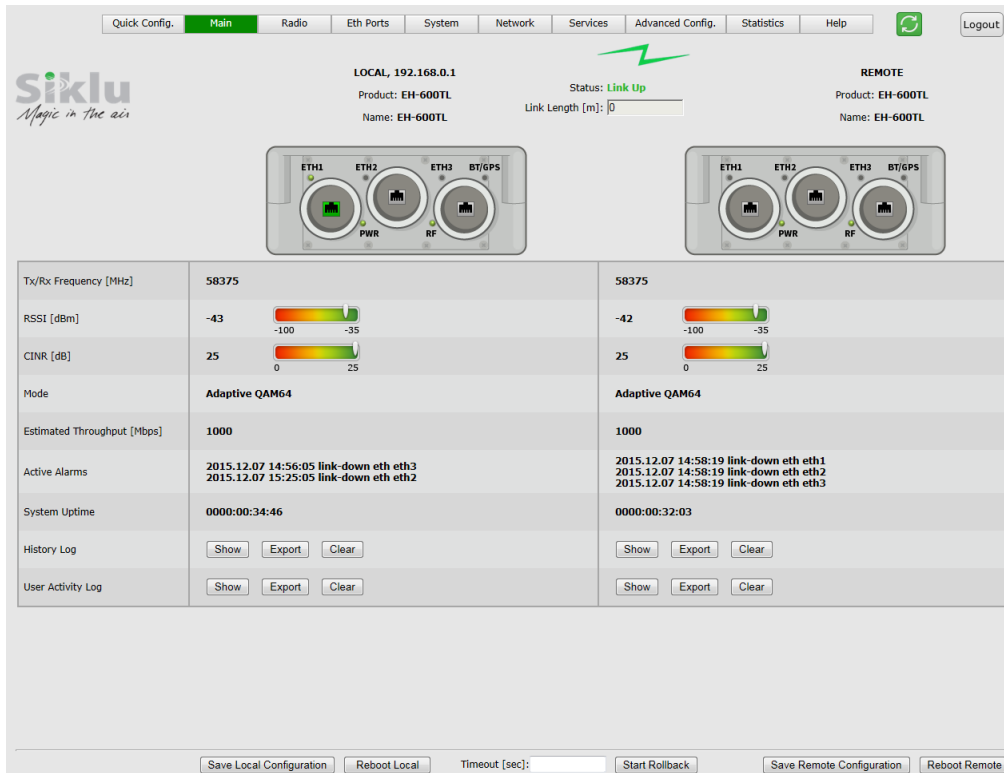 Quick Config. Main Radio Eth Ports System Network Services Advanced Config. Statistics Help Logout
Siklu
Magic in the air
LOCAL, 192.168.0.1
Product: EH-600TL
Name: EH-600TL
Status: Link Up
Link Length [m]: 0
REMOTE
Product: EH-600TL
Name: EH-600TL
ETH1 ETH2 ETH3 BT/GPS
PWR RF
ETH1 ETH2 ETH3 BT/GPS
PWR RF
Tx/Rx Frequency [MHz] 58375 58375
RSSI [dBm] -43 -100 -35 -42 -100 -35
CINR [dB] 25 0 25 25 0 25
Mode Adaptive QAM64 Adaptive QAM64
Estimated Throughput [Mbps] 1000 1000
Active Alarms
2015.12.07 14:56:05 link-down eth eth3
2015.12.07 15:25:05 link-down eth eth2
2015.12.07 14:58:19 link-down eth eth1
2015.12.07 14:58:19 link-down eth eth2
2015.12.07 14:58:19 link-down eth eth3
System Uptime 0000:00:34:46 0000:00:32:03
History Log Show Export Clear Show Export Clear
User Activity Log Show Export Clear Show Export Clear
Save Local Configuration Reboot Local Timeout [sec]: Start Rollback Save Remote Configuration Reboot Remote